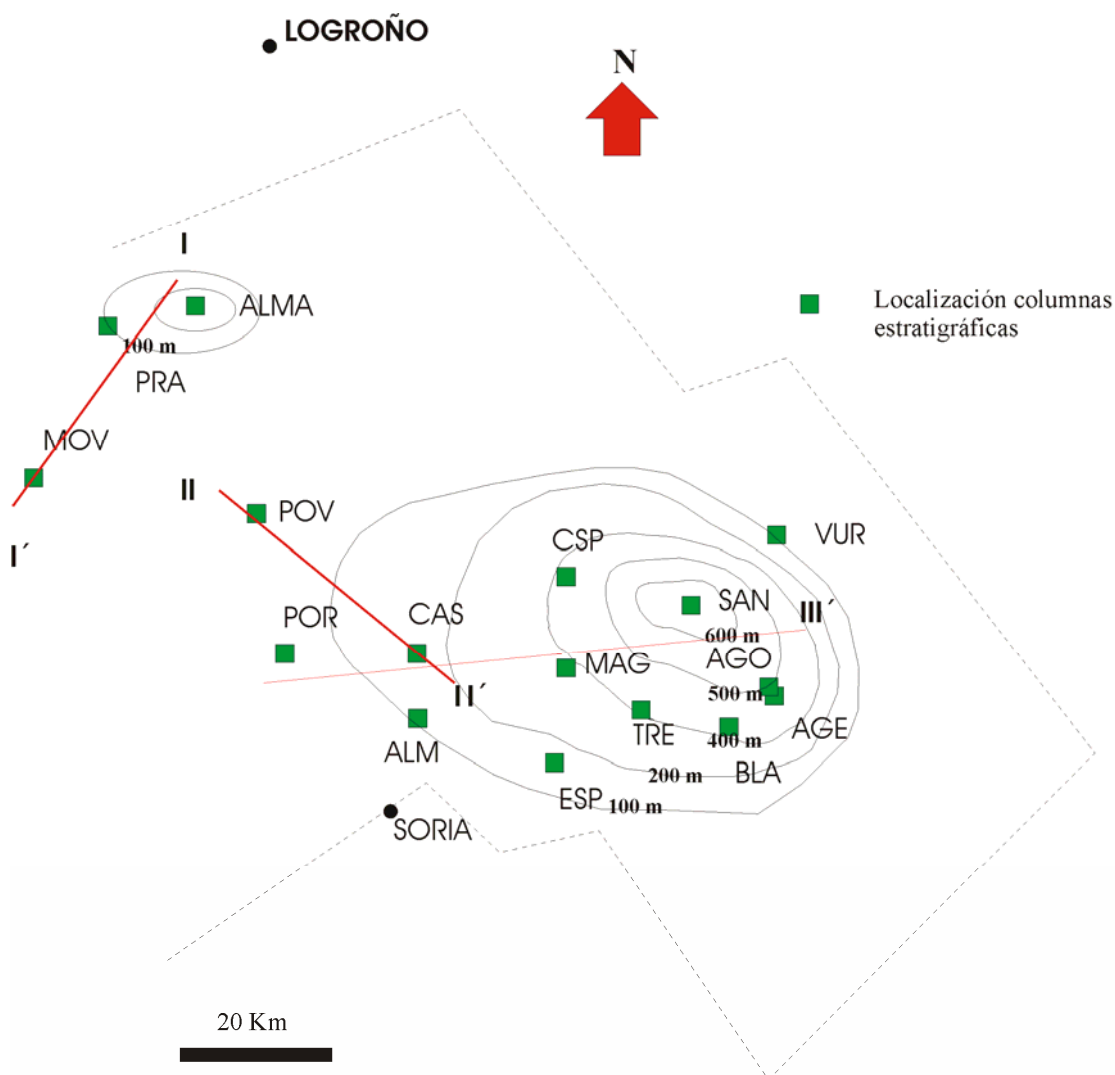 LOGROÑO
N
I
ALMA
Localización columnas
estratigráficas
100 m
PRA
MOV
II
POV
I´
CSP
VUR
SAN
III´
POR
CAS
600 m
MAG
AGO
II´
500 m
TRE
AGE
ALM
400 m
200 m
BLA
ESP
100 m
SORIA
20 Km